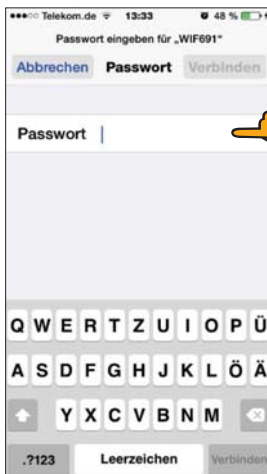 Telekom.de 13:33 48 %
Passwort eingeben für „WIF691“
Abbrechen Passwort Verbinden
Passwort
Q W E R T Z U I O P Ü
A S D F G H J K L Ö Ä
Y X C V B N M
.?123 Leerzeichen Verbinden